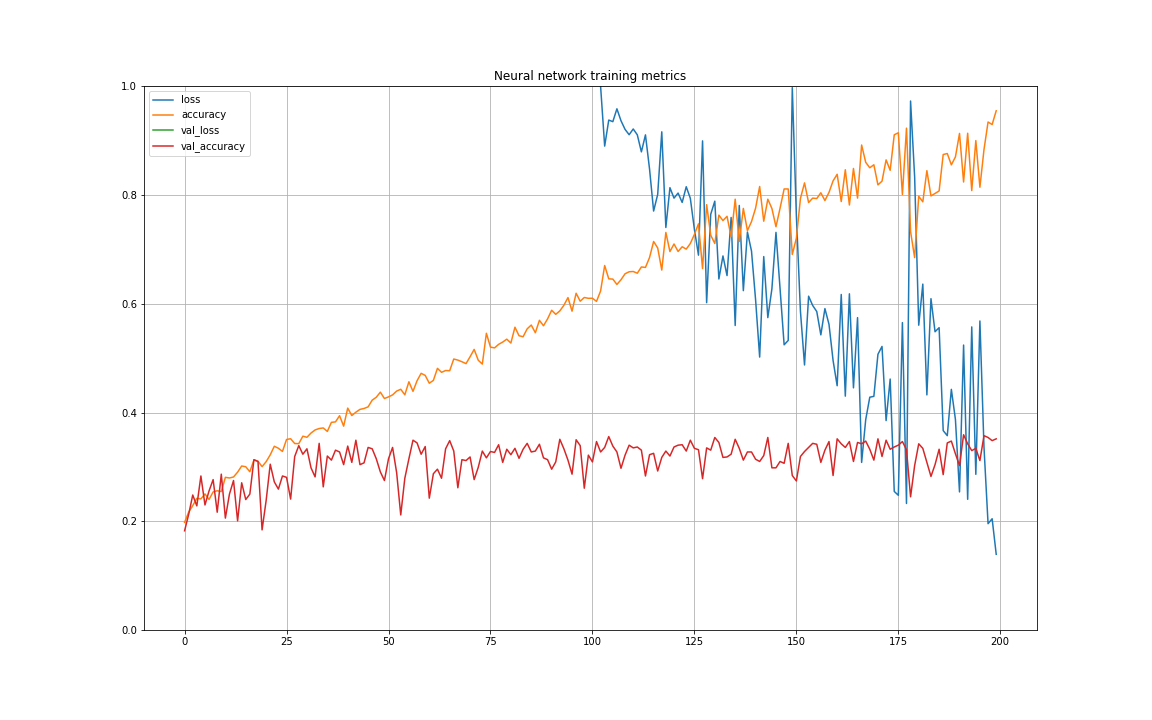 Neural network training metrics
1.0
loss
accuracy
val_loss
val_accuracy
0.8
0.6
0.4
0.2
0.0
0 25 50 75 100 125 150 175 200